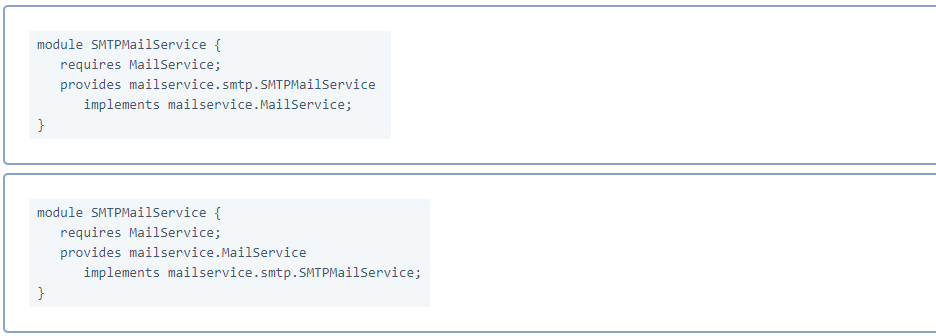 module SMTPMailService {
requires MailService;
provides mailservice.smtp.SMTPMailService
implements mailservice.MailService;
}
module SMTPMailService {
requires MailService;
provides mailservice.MailService
implements mailservice.smtp.SMTPMailService;
}